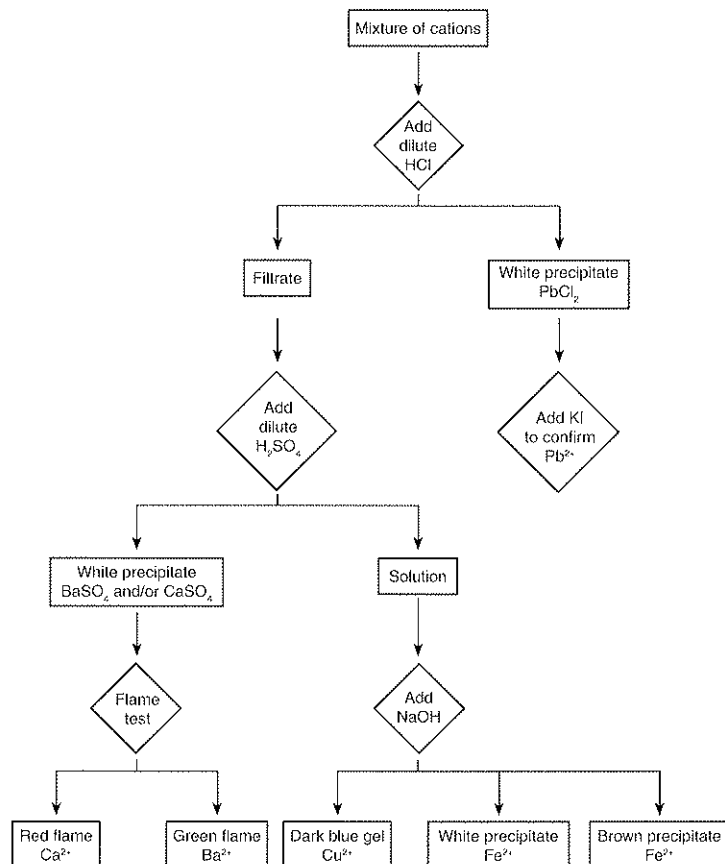 Mixture of cations
Add
dilute
HCl
Filtrate
White precipitate
PbCl₂
Add
dilute
H₂SO₄
Add KI
to confirm
Pb²⁺
White precipitate
BaSO₄ and/or CaSO₄
Solution
Flame
test
Add
NaOH
Red flame
Ca²⁺
Green flame
Ba²⁺
Dark blue gel
Cu²⁺
White precipitate
Fe²⁺
Brown precipitate
Fe²⁺